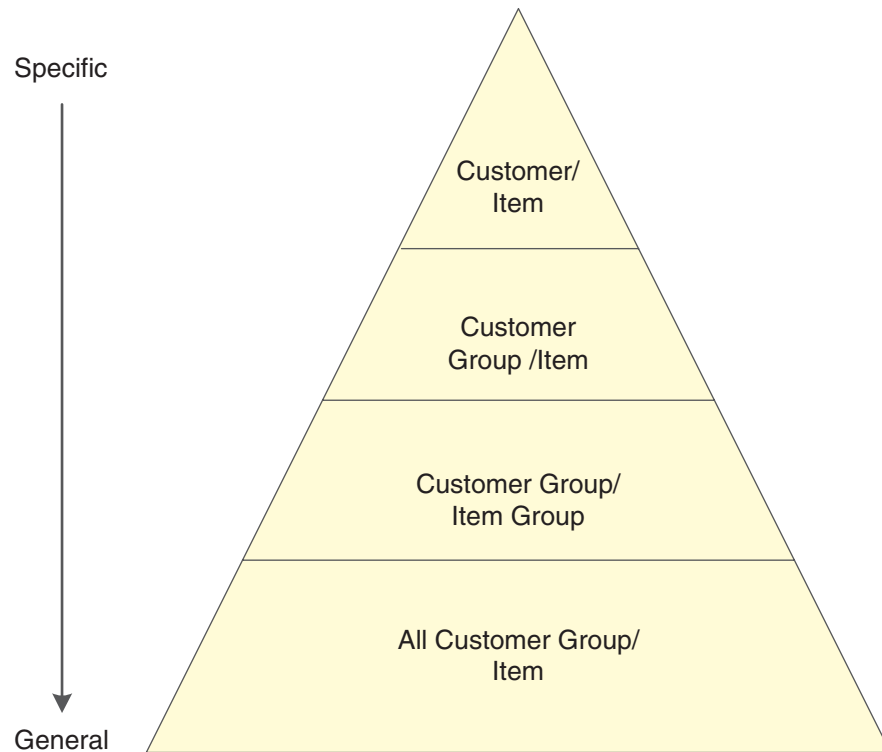 Specific
Customer/
Item
Customer
Group /Item
Customer Group/
Item Group
All Customer Group/
Item
General